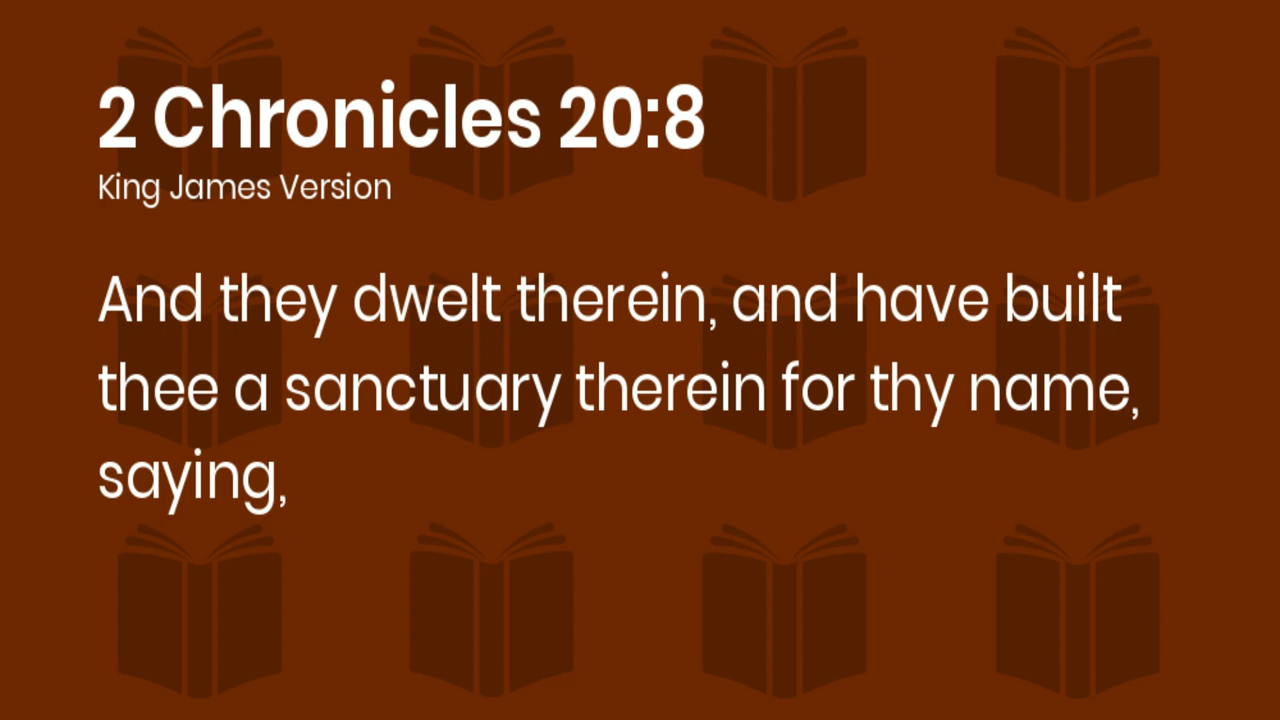 2 Chronicles 20:8
King James Version
And they dwelt therein, and have built
thee a sanctuary therein for thy name,
saying,